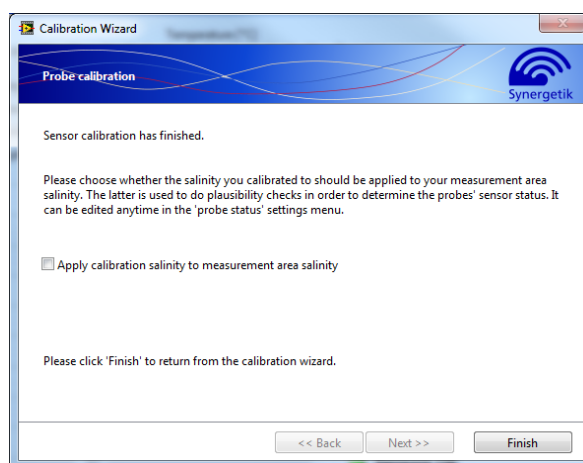 Calibration Wizard
Probe calibration
Synergetik
Sensor calibration has finished.
Please choose whether the salinity you calibrated to should be applied to your measurement area
salinity. The latter is used to do plausibility checks in order to determine the probes' sensor status. It
can be edited anytime in the 'probe status' settings menu.
Apply calibration salinity to measurement area salinity
Please click 'Finish' to return from the calibration wizard.
<< Back
Next >>
Finish